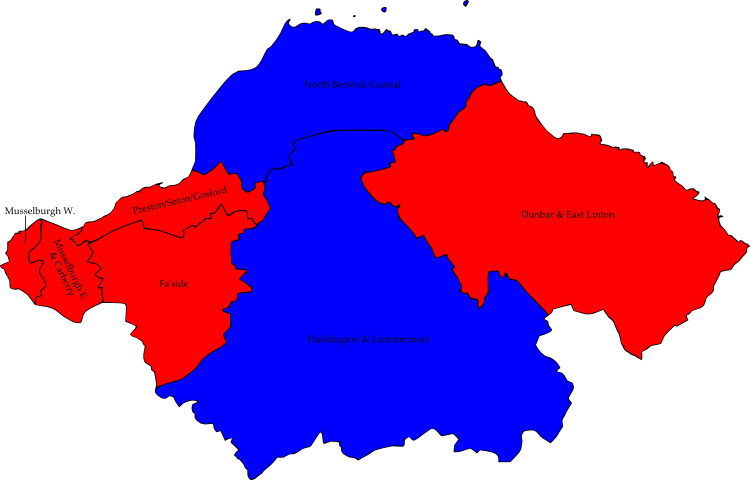 North Berwick Coastal
Preston/Seton/Gosford
Musselburgh W.
Dunbar & East Linton
Musselburgh E.
& Carberry
Fa'side
Haddington & Lammermuir